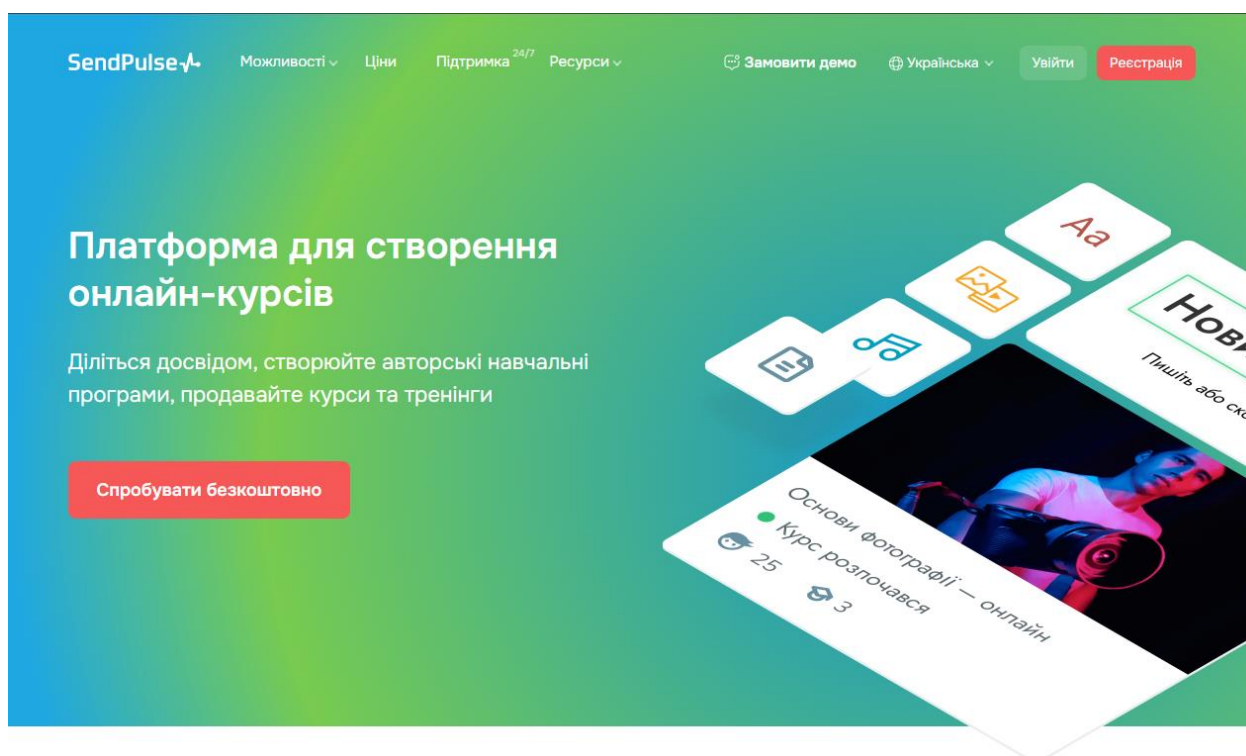 SendPulse
Можливості
Ціни
Підтримка 24/7
Ресурси
Замовити демо
Українська
Увійти
Реєстрація
Платформа для створення
онлайн-курсів
Діліться досвідом, створюйте авторські навчальні
програми, продавайте курси та тренінги
Спробувати безкоштовно
Aa
Пишіть або
Основи фотографії — онлайн
Курс розпочався
25
3